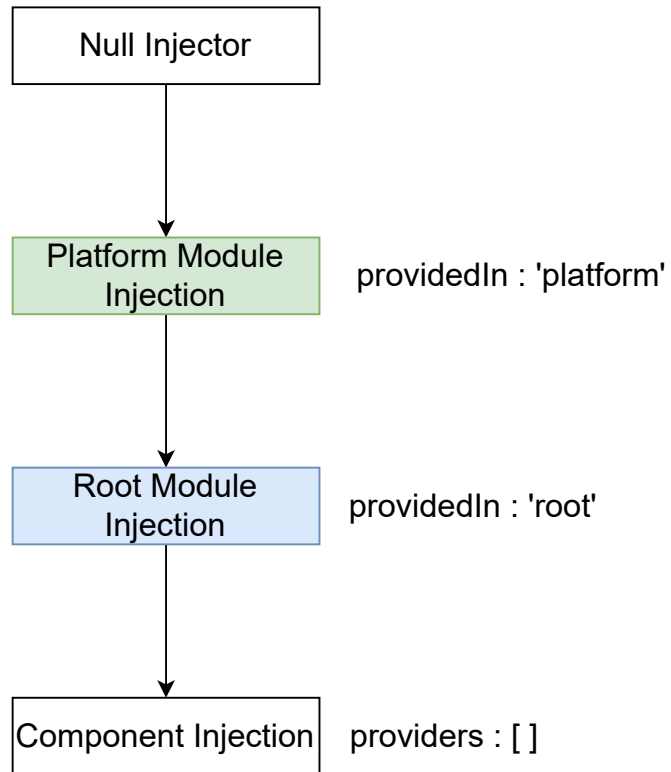 Null Injector
Platform Module
Injection
providedIn : 'platform'
Root Module
Injection
providedIn : 'root'
Component Injection
providers : [ ]